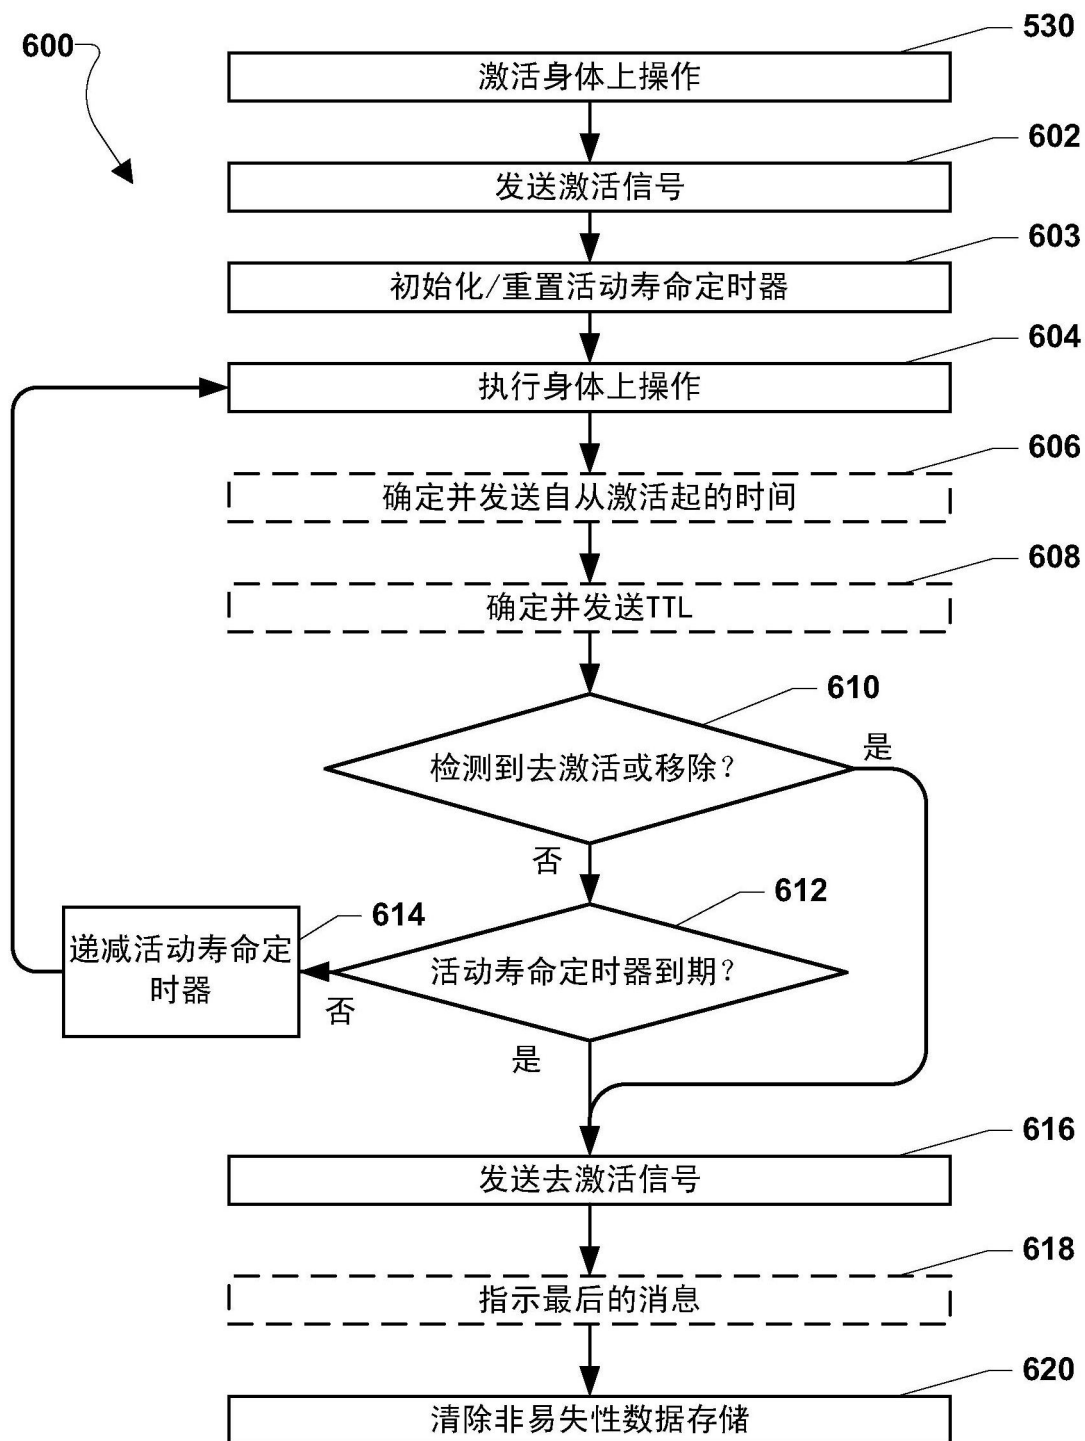 600
530
激活身体上操作
602
发送激活信号
603
初始化/重置活动寿命定时器
604
执行身体上操作
606
确定并发送自从激活起的时间
608
确定并发送TTL
610
检测到去激活或移除？
是
否
612
活动寿命定时器到期？
614
递减活动寿命定
时器
否
是
616
发送去激活信号
618
指示最后的消息
620
清除非易失性数据存储